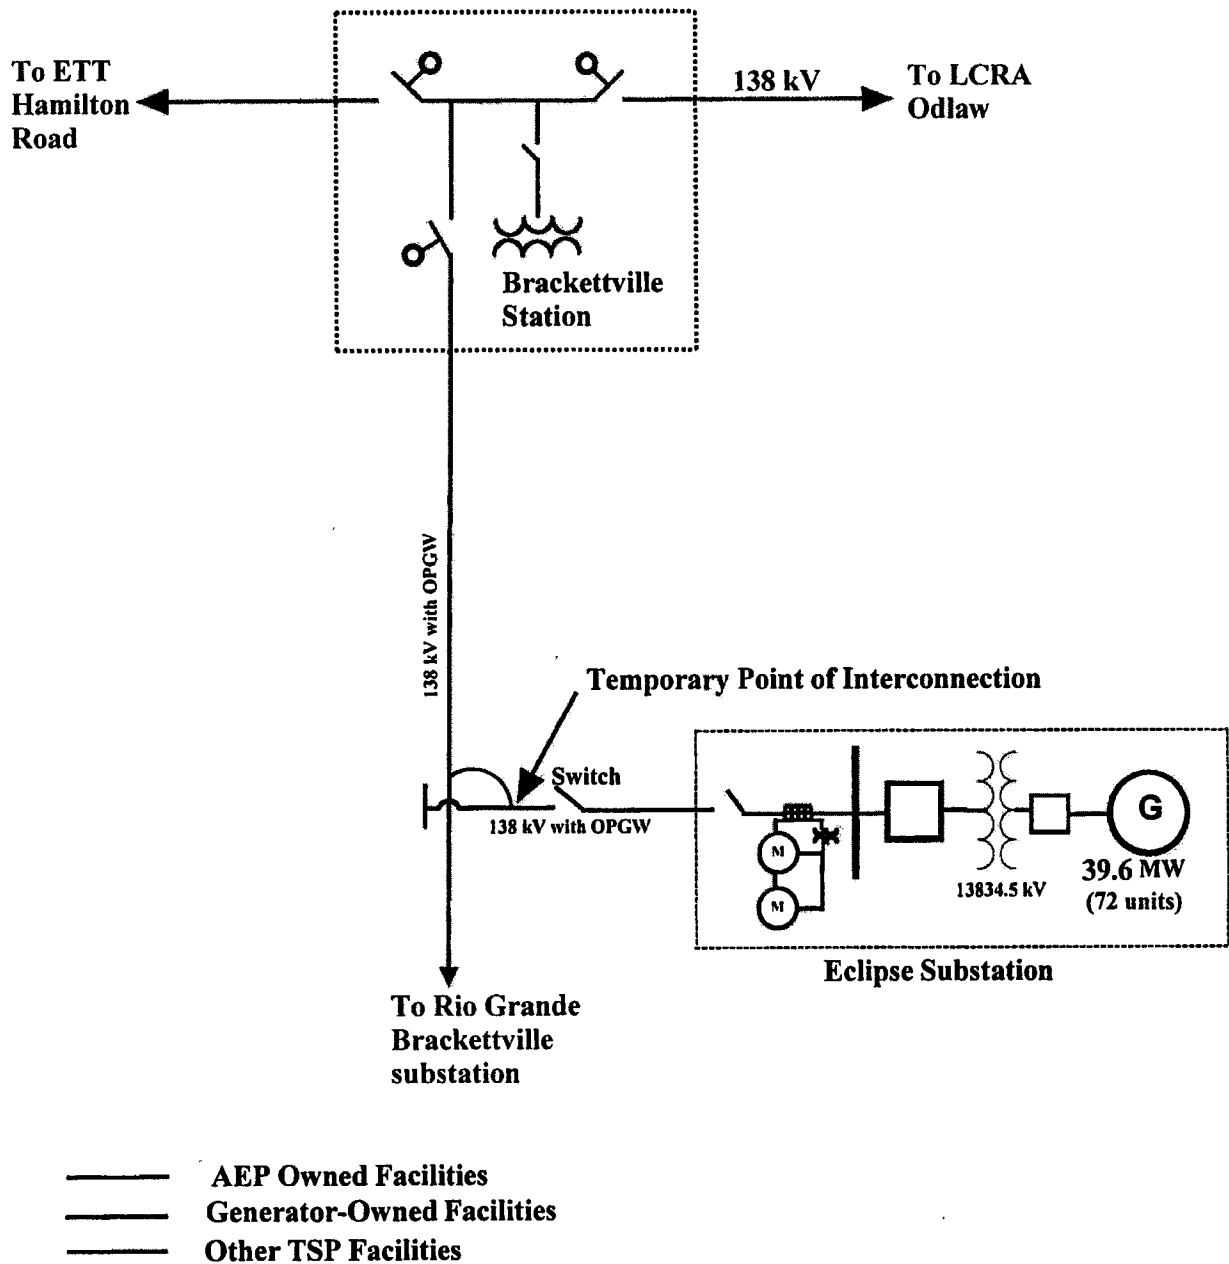 To ETT
Hamilton
Road
138 kV
To LCRA
Odlaw
Brackettville
Station
138 kV with OPGW
Temporary Point of Interconnection
Switch
138 kV with OPGW
M
M
G
39.6 MW
(72 units)
13834.5 kV
Eclipse Substation
To Rio Grande
Brackettville
substation
AEP Owned Facilities
Generator-Owned Facilities
Other TSP Facilities